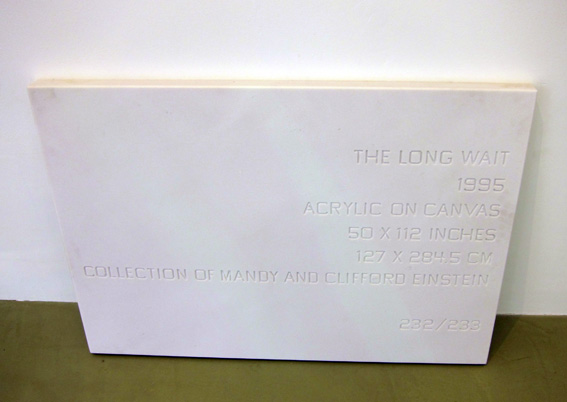 THE LONG WAIT
1995
ACRYLIC ON CANVAS
50 X 112 INCHES
127 X 284.5 CM
COLLECTION OF MANDY AND CLIFFORD EINSTEIN
232/233